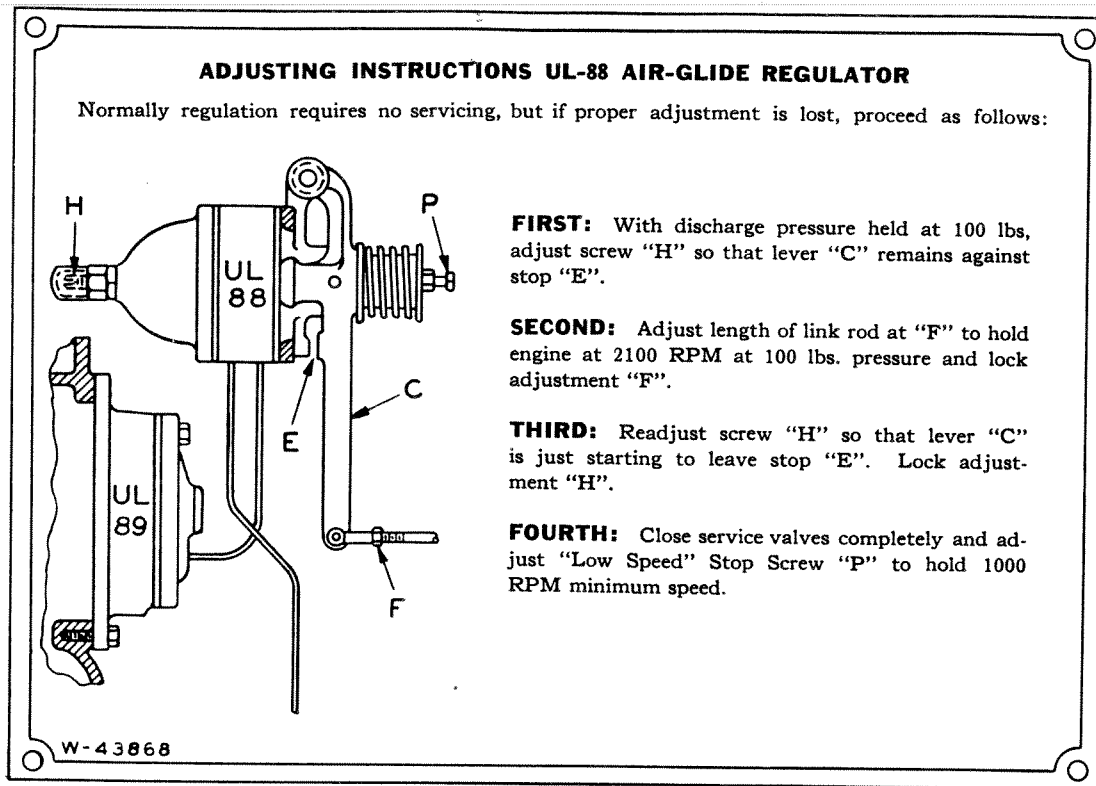 ADJUSTING INSTRUCTIONS UL-88 AIR-GLIDE REGULATOR
Normally regulation requires no servicing, but if proper adjustment is lost, proceed as follows:
H
P
UL
88
E
C
UL
89
F
FIRST: With discharge pressure held at 100 lbs,
adjust screw “H” so that lever “C” remains against
stop “E”.
SECOND: Adjust length of link rod at “F” to hold
engine at 2100 RPM at 100 lbs. pressure and lock
adjustment “F”.
THIRD: Readjust screw “H” so that lever “C”
is just starting to leave stop “E”. Lock adjust-
ment “H”.
FOURTH: Close service valves completely and ad-
just “Low Speed” Stop Screw “P” to hold 1000
RPM minimum speed.
W-43868